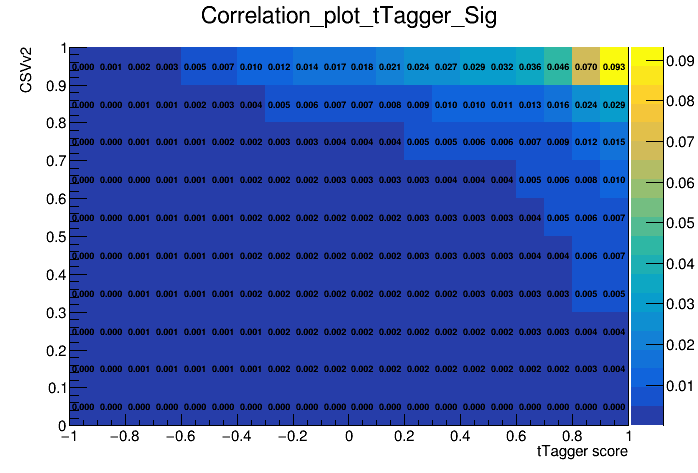 Correlation_plot_tTagger_Sig
CSVv2
1
0.000 0.001 0.002 0.003 0.005 0.007 0.010 0.012 0.014 0.017 0.018 0.021 0.024 0.027 0.029 0.032 0.036 0.046 0.070 0.093
0.9
0.000 0.001 0.001 0.001 0.002 0.003 0.004 0.005 0.006 0.007 0.007 0.008 0.009 0.010 0.010 0.011 0.013 0.016 0.024 0.029
0.8
0.000 0.000 0.001 0.001 0.001 0.002 0.002 0.003 0.003 0.004 0.004 0.004 0.005 0.005 0.006 0.006 0.007 0.009 0.012 0.015
0.7
0.000 0.000 0.001 0.001 0.001 0.001 0.002 0.002 0.002 0.003 0.003 0.003 0.003 0.004 0.004 0.004 0.005 0.006 0.008 0.010
0.6
0.000 0.000 0.001 0.001 0.001 0.001 0.002 0.002 0.002 0.002 0.002 0.002 0.003 0.003 0.003 0.003 0.004 0.005 0.006 0.007
0.5
0.000 0.000 0.001 0.001 0.001 0.001 0.001 0.002 0.002 0.002 0.002 0.002 0.002 0.003 0.003 0.003 0.004 0.004 0.006 0.007
0.4
0.000 0.000 0.001 0.001 0.001 0.001 0.001 0.002 0.002 0.002 0.002 0.002 0.002 0.002 0.003 0.003 0.003 0.003 0.005 0.005
0.3
0.000 0.000 0.001 0.001 0.001 0.001 0.001 0.002 0.002 0.002 0.002 0.002 0.002 0.002 0.002 0.002 0.003 0.003 0.004 0.004
0.2
0.000 0.000 0.001 0.001 0.001 0.001 0.001 0.002 0.002 0.002 0.002 0.002 0.002 0.002 0.002 0.002 0.002 0.002 0.003 0.004
0.1
0.000 0.000 0.000 0.000 0.000 0.000 0.000 0.000 0.000 0.000 0.000 0.000 0.000 0.000 0.000 0.000 0.000 0.000 0.000 0.000
0
−1 −0.8 −0.6 −0.4 −0.2 0 0.2 0.4 0.6 0.8 1
tTagger score
0.09
0.08
0.07
0.06
0.05
0.04
0.03
0.02
0.01